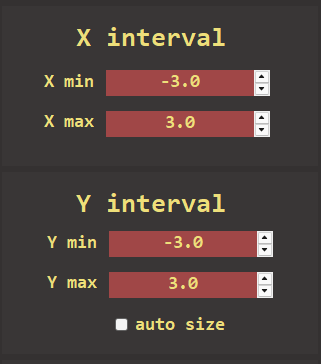 X interval
X min -3.0
X max 3.0
Y interval
Y min -3.0
Y max 3.0
auto size